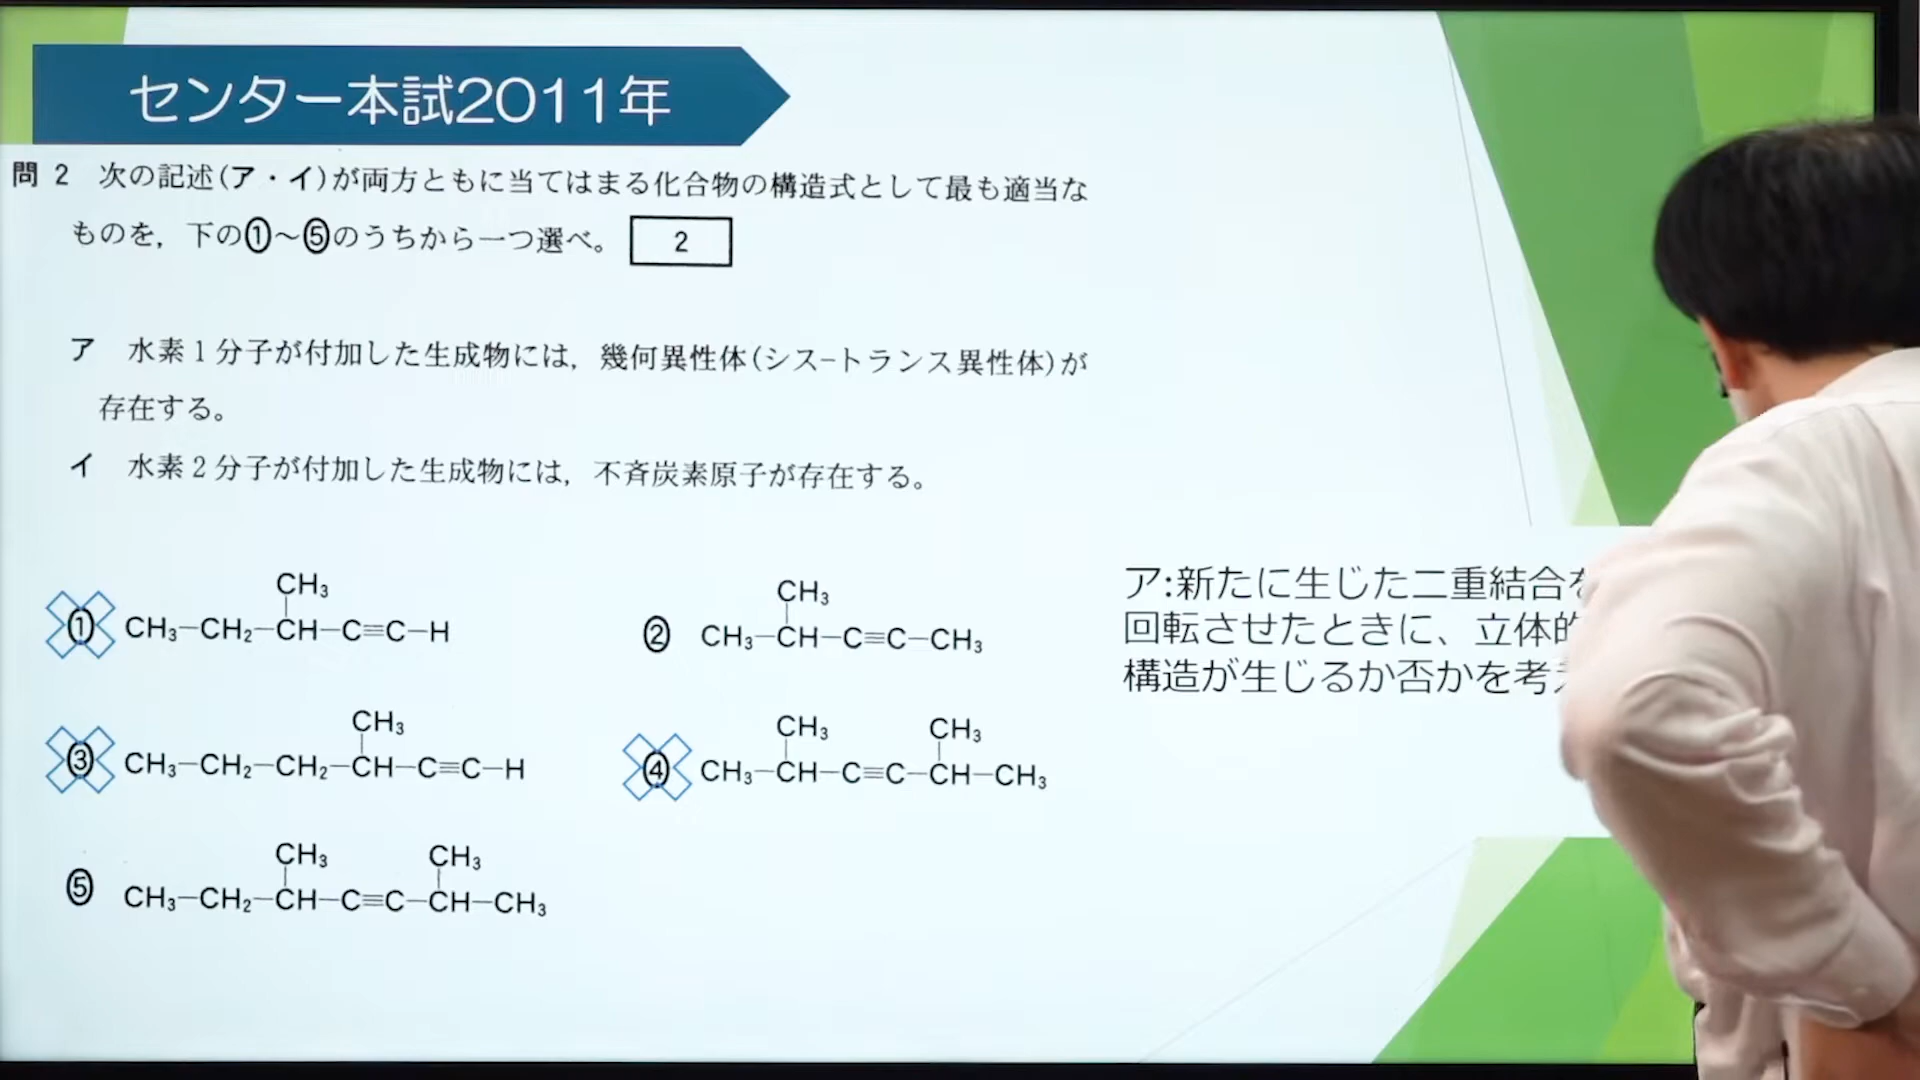 センター本試2011年
問 2 次の記述(ア・イ)が両方ともに当てはまる化合物の構造式として最も適当な
ものを，下の①～⑤のうちから一つ選べ。 2
ア 水素1分子が付加した生成物には，幾何異性体(シス−トランス異性体)が
存在する。
イ 水素2分子が付加した生成物には，不斉炭素原子が存在する。
CH₃
① CH₃−CH₂−CH−C≡C−H
CH₃
② CH₃−CH−C≡C−CH₃
CH₃
③ CH₃−CH₂−CH₂−CH−C≡C−H
CH₃ CH₃
④ CH₃−CH−C≡C−CH−CH₃
CH₃ CH₃
⑤ CH₃−CH₂−CH−C≡C−CH−CH₃
ア:新たに生じた二重結合
回転させたときに、立体的
構造が生じるか否かを考